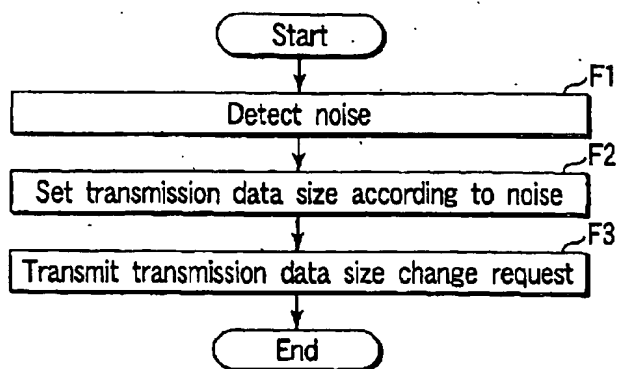 Start
F1
Detect noise
F2
Set transmission data size according to noise
F3
Transmit transmission data size change request
End